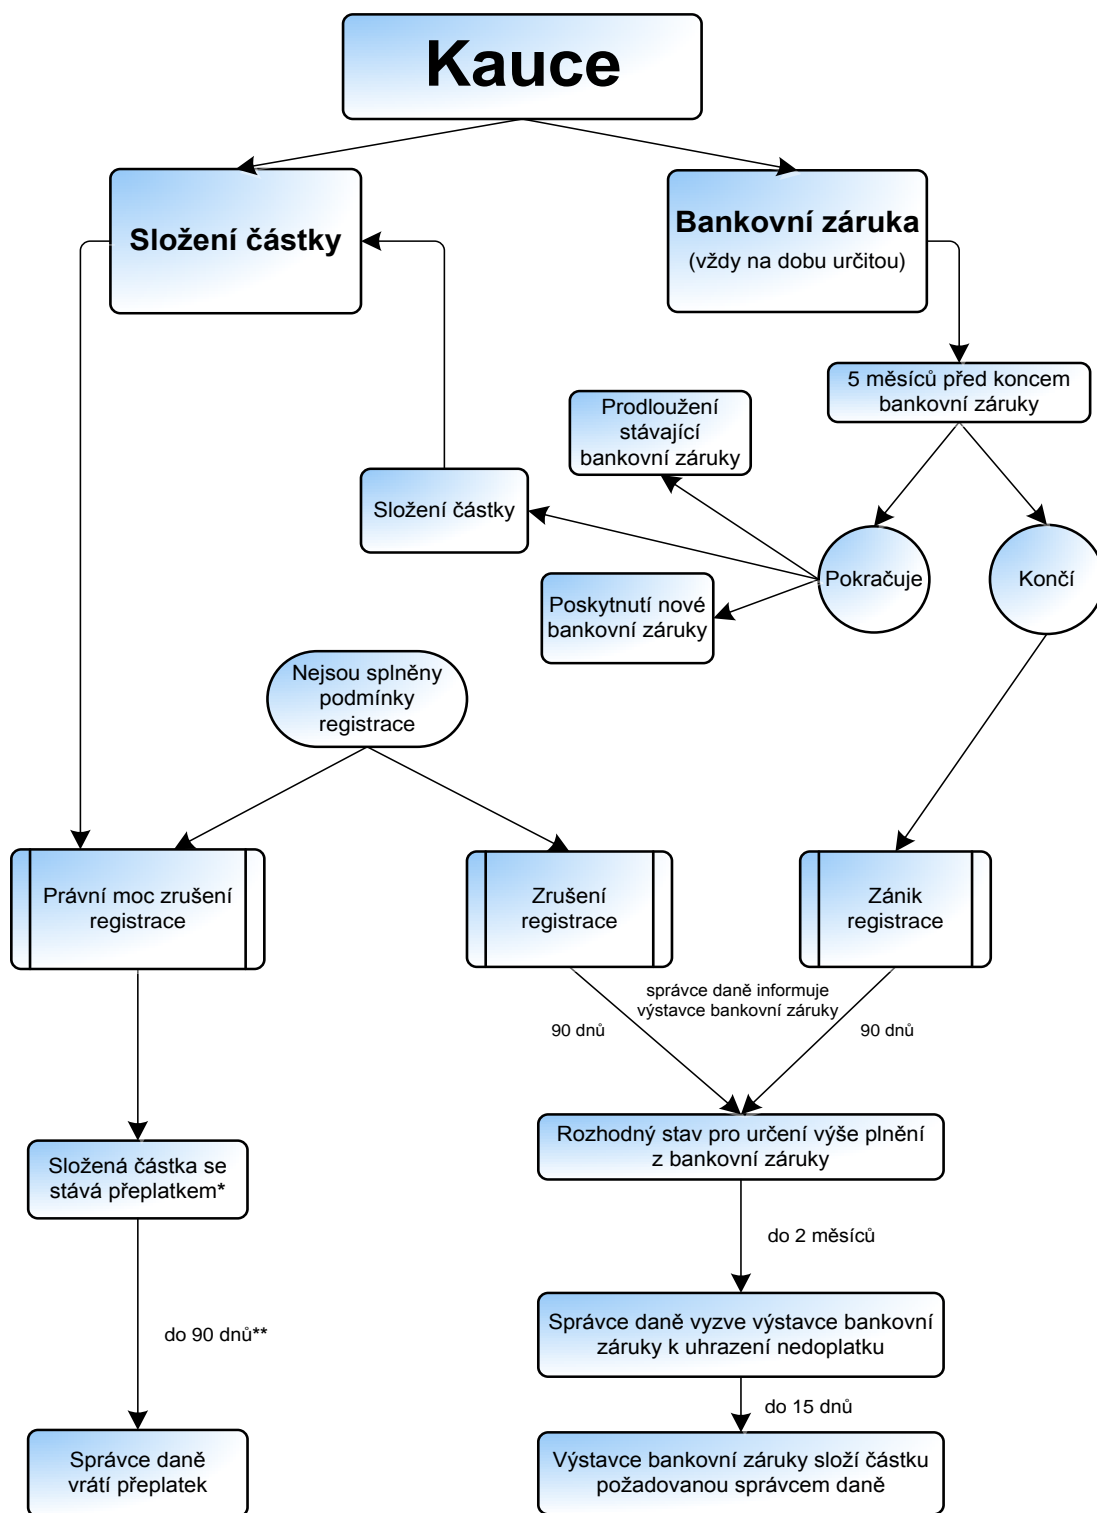 Kauce
Složení částky
Bankovní záruka
(vždy na dobu určitou)
5 měsíců před koncem
bankovní záruky
Prodloužení
stávající
bankovní záruky
Složení částky
Pokračuje
Končí
Poskytnutí nové
bankovní záruky
Nejsou splněny
podmínky
registrace
Právní moc zrušení
registrace
Zrušení
registrace
Zánik
registrace
správce daně informuje
výstavce bankovní záruky
90 dnů
90 dnů
Rozhodný stav pro určení výše plnění
z bankovní záruky
Složená částka se
stává přeplatkem*
do 2 měsíců
Správce daně vyzve výstavce bankovní
záruky k uhrazení nedoplatku
do 90 dnů**
do 15 dnů
Správce daně
vrátí přeplatek
Výstavce bankovní záruky složí částku
požadovanou správcem daně